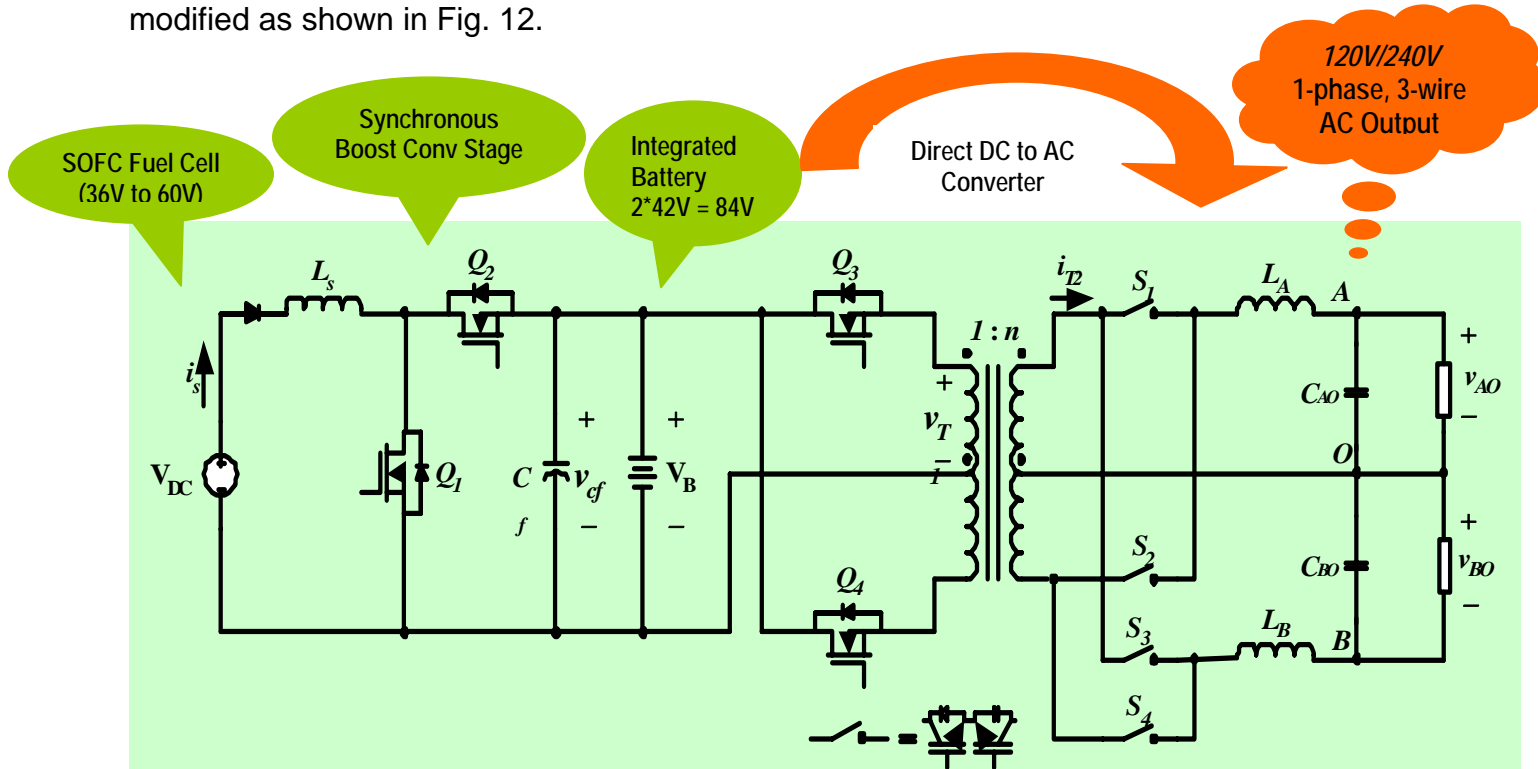 modified as shown in Fig. 12.
120V/240V
1-phase, 3-wire
AC Output
Synchronous
Boost Conv Stage
Integrated
Battery
2*42V = 84V
Direct DC to AC
Converter
SOFC Fuel Cell
(36V to 60V)
Ls
Q2
Q3
iT2
S1
LA
A
1 : n
is
+
vT
−
1
+
vAO
−
CAO
VDC
Q1
C
f
+
vcf
−
+
VB
−
O
Q4
S2
CBO
+
vBO
−
S3
LB
B
S4
=